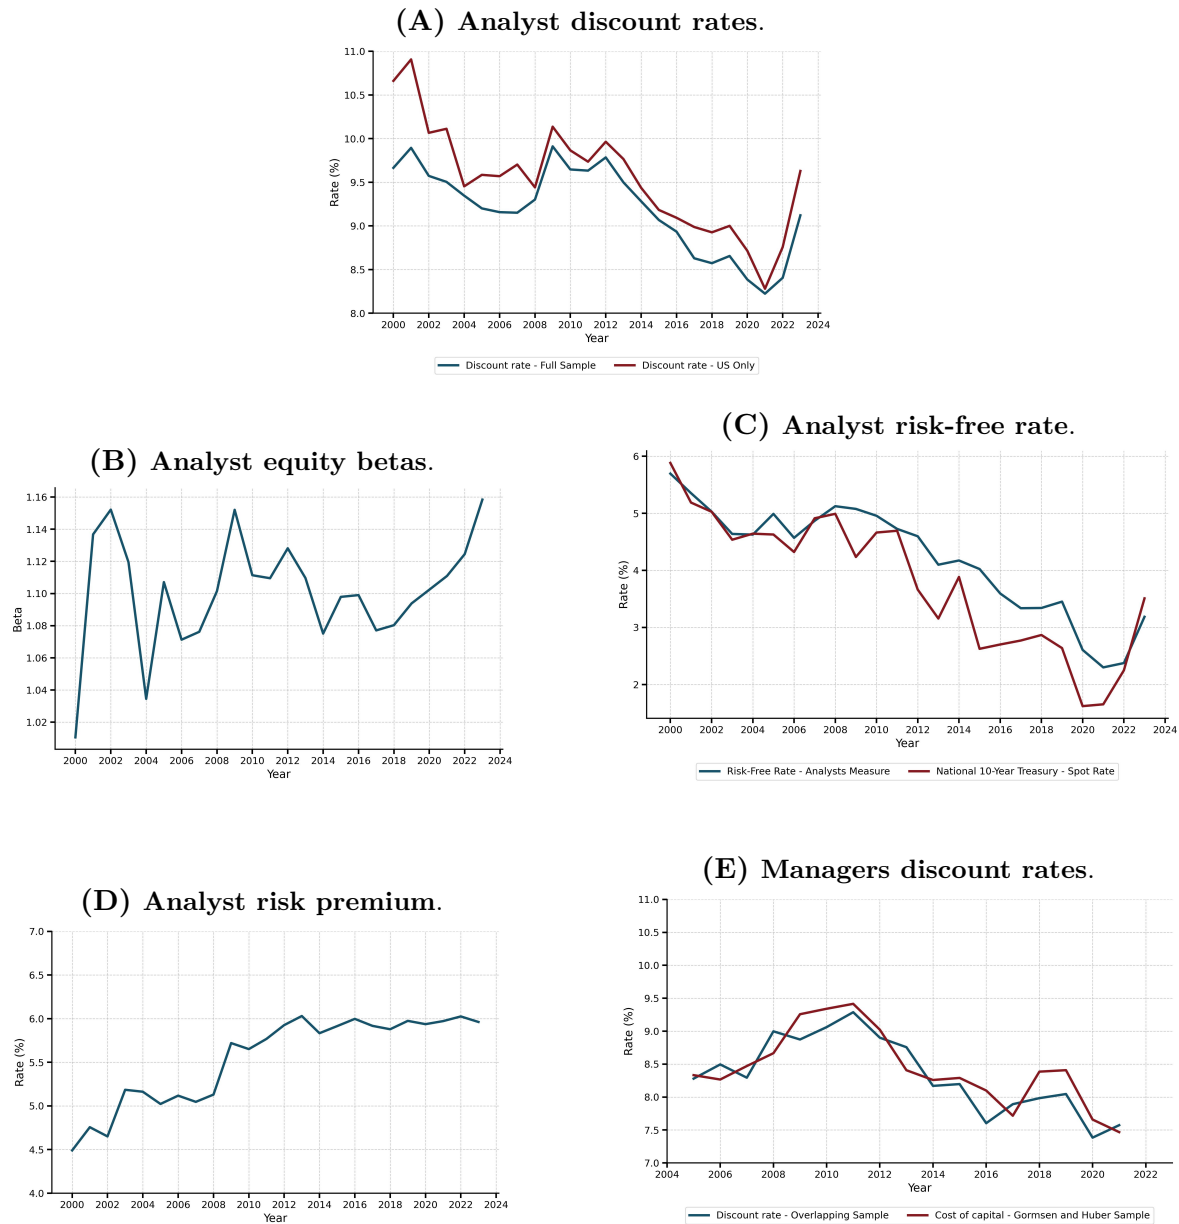 (A) Analyst discount rates.
11.0
10.5
10.0
9.5
9.0
8.5
8.0
Rate (%)
2000 2002 2004 2006 2008 2010 2012 2014 2016 2018 2020 2022 2024
Year
Discount rate - Full Sample Discount rate - US Only
(B) Analyst equity betas.
1.16
1.14
1.12
1.10
1.08
1.06
1.04
1.02
Beta
2000 2002 2004 2006 2008 2010 2012 2014 2016 2018 2020 2022 2024
Year
(C) Analyst risk-free rate.
6
5
4
3
2
Rate (%)
2000 2002 2004 2006 2008 2010 2012 2014 2016 2018 2020 2022 2024
Year
Risk-Free Rate - Analysts Measure National 10-Year Treasury - Spot Rate
(D) Analyst risk premium.
7.0
6.5
6.0
5.5
5.0
4.5
4.0
Rate (%)
2000 2002 2004 2006 2008 2010 2012 2014 2016 2018 2020 2022 2024
Year
(E) Managers discount rates.
11.0
10.5
10.0
9.5
9.0
8.5
8.0
7.5
7.0
Rate (%)
2004 2006 2008 2010 2012 2014 2016 2018 2020 2022
Year
Discount rate - Overlapping Sample Cost of capital - Gormsen and Huber Sample